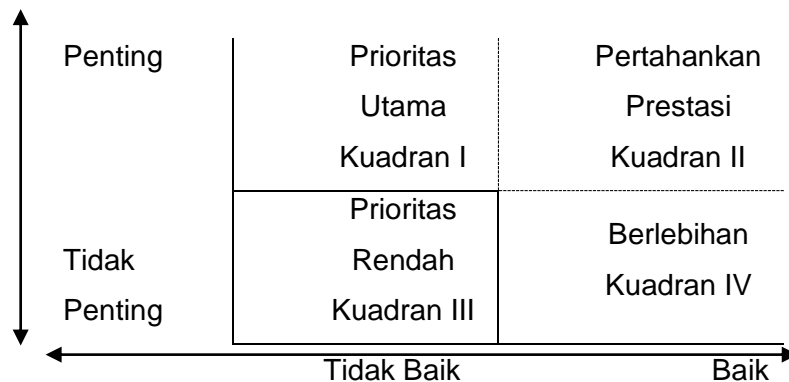 Penting Prioritas Pertahankan
Utama Prestasi
Kuadran I Kuadran II
Prioritas
Berlebihan
Tidak Rendah
Kuadran IV
Penting Kuadran III
Tidak Baik Baik